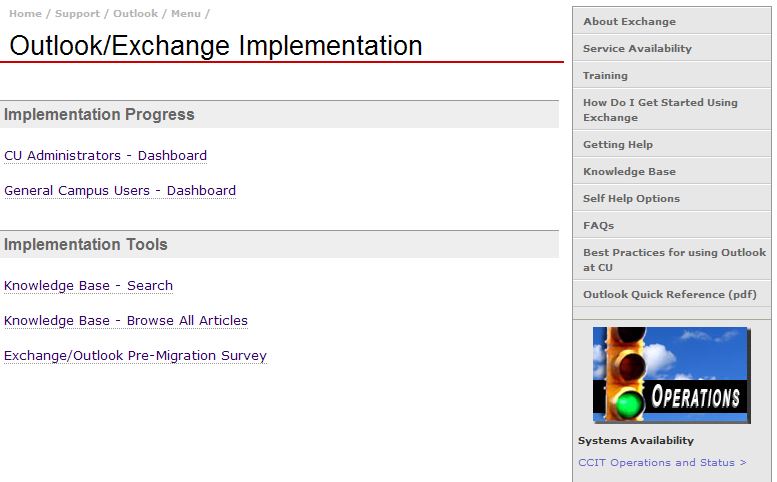 Home / Support / Outlook / Menu /
Outlook/Exchange Implementation
Implementation Progress
CU Administrators - Dashboard
General Campus Users - Dashboard
Implementation Tools
Knowledge Base - Search
Knowledge Base - Browse All Articles
Exchange/Outlook Pre-Migration Survey
About Exchange
Service Availability
Training
How Do I Get Started Using
Exchange
Getting Help
Knowledge Base
Self Help Options
FAQs
Best Practices for using Outlook
at CU
Outlook Quick Reference (pdf)
OPERATIONS
Systems Availability
CCIT Operations and Status >